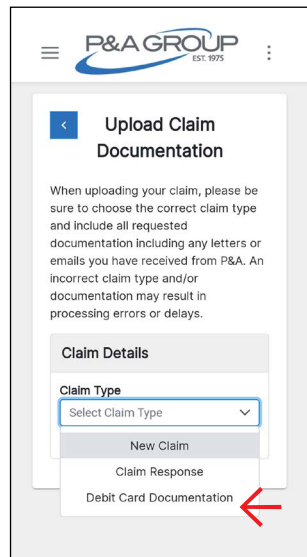 P&A GROUP
EST. 1975
Upload Claim
Documentation
When uploading your claim, please be
sure to choose the correct claim type
and include all requested
documentation including any letters or
emails you have received from P&A. An
incorrect claim type and/or
documentation may result in
processing errors or delays.
Claim Details
Claim Type
Select Claim Type
New Claim
Claim Response
Debit Card Documentation